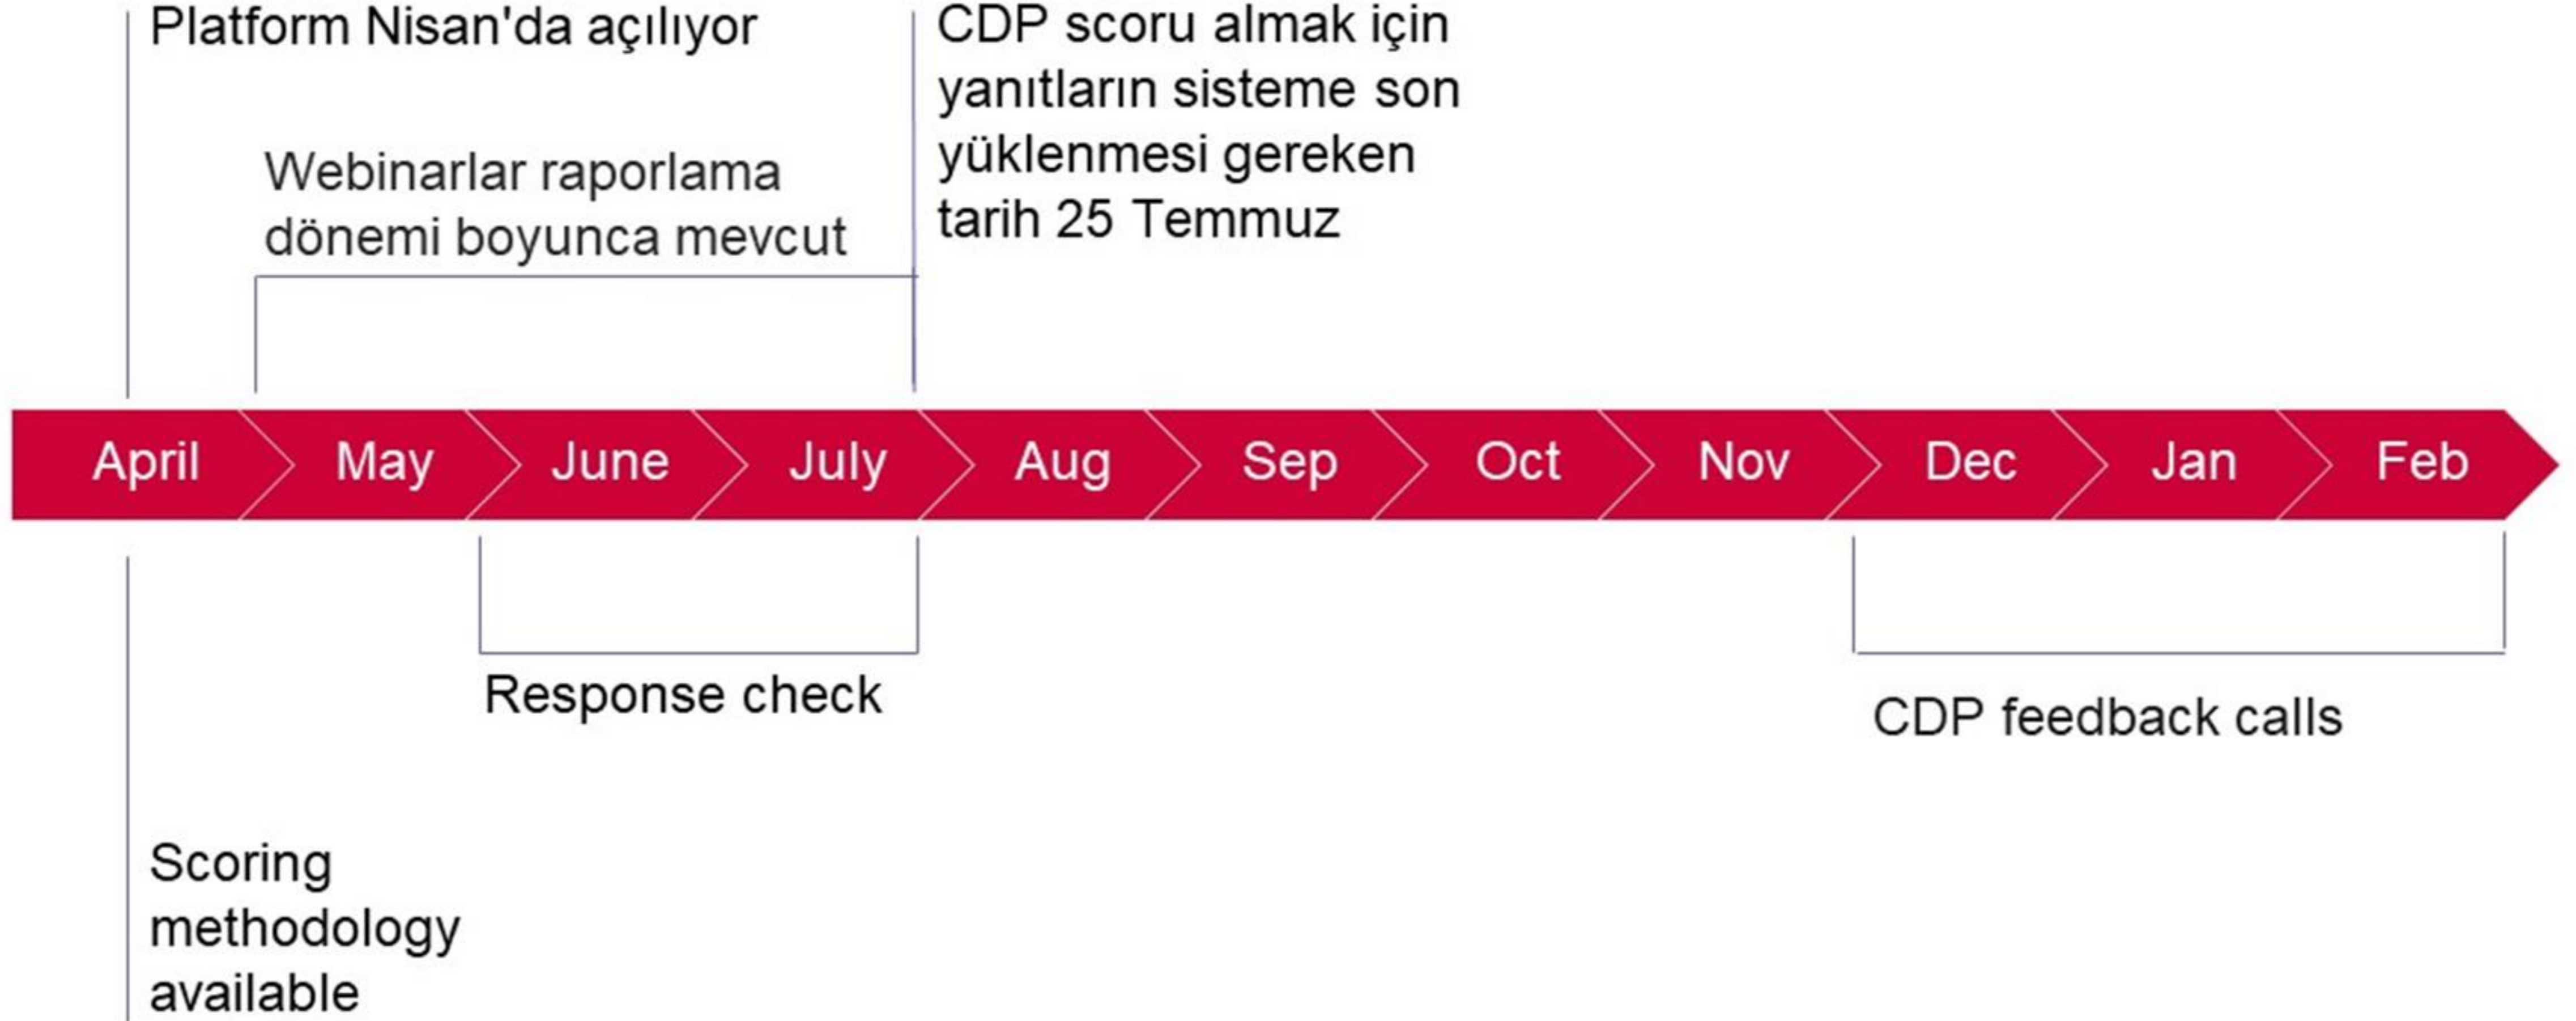 Platform Nisan'da açılıyor
CDP scoru almak için
yanıtların sisteme son
yüklenmesi gereken
tarih 25 Temmuz
Webinarlar raporlama
dönemi boyunca mevcut
April May June July Aug Sep Oct Nov Dec Jan Feb
Response check
CDP feedback calls
Scoring
methodology
available